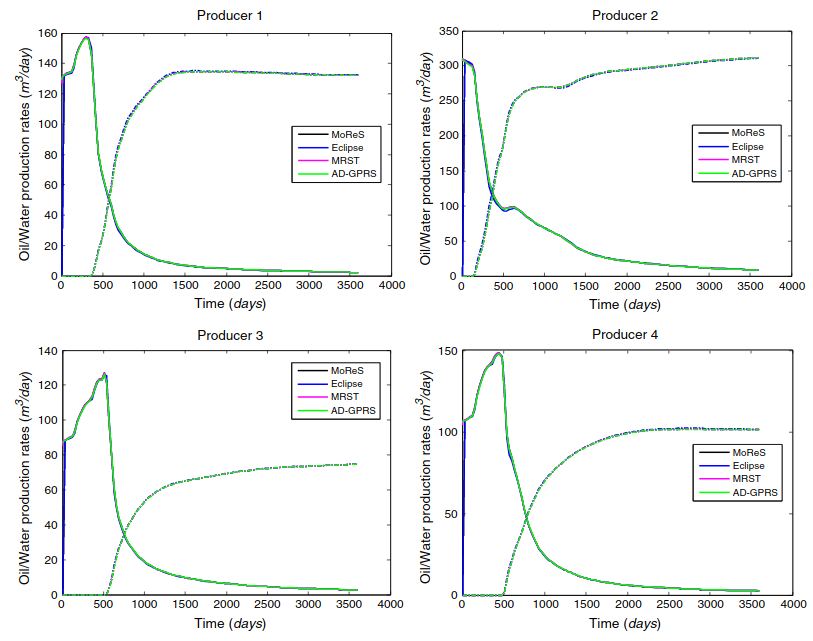 Producer 1
Oil/Water production rates (m³/day)
160
140
120
100
80
60
40
20
0
MoReS
Eclipse
MRST
AD-GPRS
0 500 1000 1500 2000 2500 3000 3500 4000
Time (days)
Producer 2
Oil/Water production rates (m³/day)
350
300
250
200
150
100
50
0
MoReS
Eclipse
MRST
AD-GPRS
0 500 1000 1500 2000 2500 3000 3500 4000
Time (days)
Producer 3
Oil/Water production rates (m³/day)
140
120
100
80
60
40
20
0
MoReS
Eclipse
MRST
AD-GPRS
0 500 1000 1500 2000 2500 3000 3500 4000
Time (days)
Producer 4
Oil/Water production rates (m³/day)
150
100
50
0
MoReS
Eclipse
MRST
AD-GPRS
0 500 1000 1500 2000 2500 3000 3500 4000
Time (days)